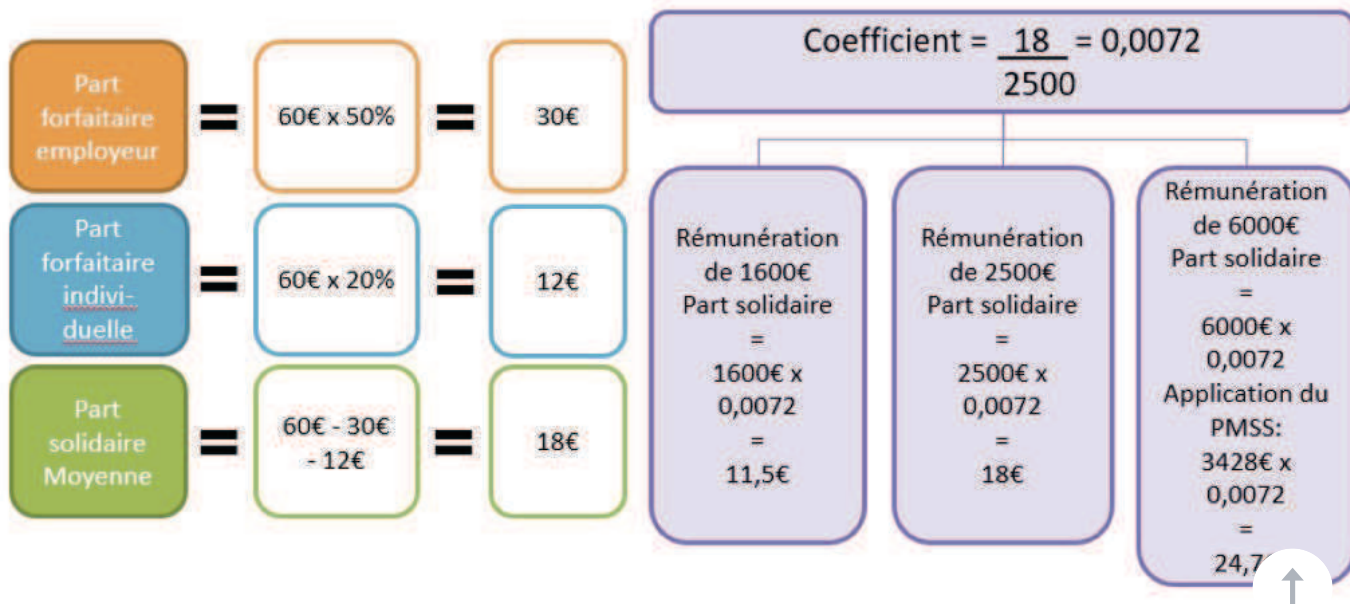 Part
forfaitaire
employeur
=
60€ x 50%
=
30€
Part
forfaitaire
indivi-
duelle
=
60€ x 20%
=
12€
Part
solidaire
Moyenne
=
60€ - 30€
- 12€
=
18€
Coefficient = 18 = 0,0072
2500
Rémunération
de 1600€
Part solidaire
=
1600€ x
0,0072
=
11,5€
Rémunération
de 2500€
Part solidaire
=
2500€ x
0,0072
=
18€
Rémunération
de 6000€
Part solidaire
=
6000€ x
0,0072
Application du
PMSS:
3428€ x
0,0072
=